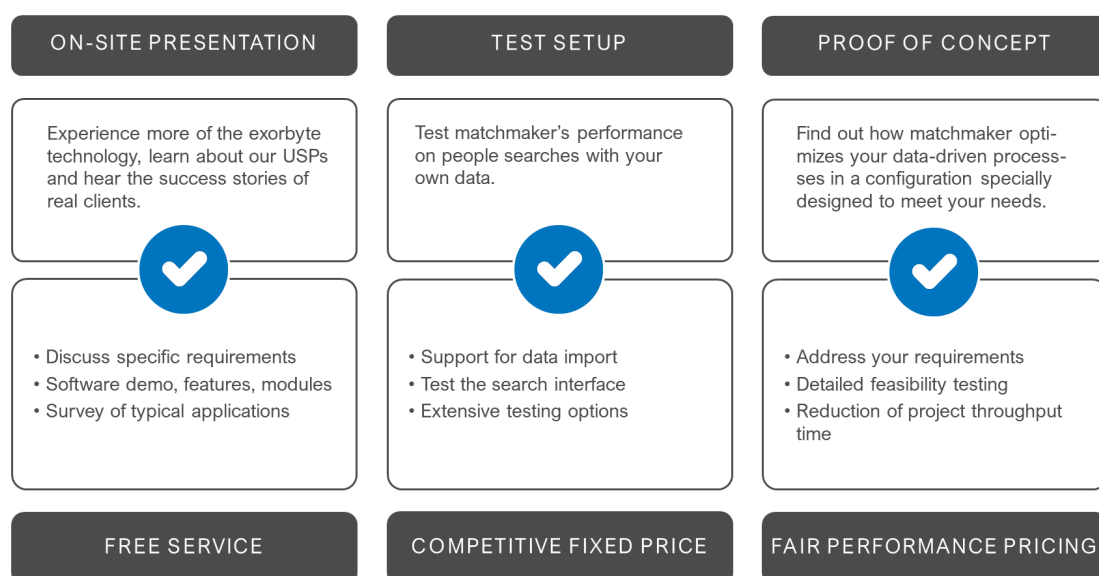 ON-SITE PRESENTATION
Experience more of the exorbyte
technology, learn about our USPs
and hear the success stories of
real clients.
• Discuss specific requirements
• Software demo, features, modules
• Survey of typical applications
FREE SERVICE
TEST SETUP
Test matchmaker’s performance
on people searches with your
own data.
• Support for data import
• Test the search interface
• Extensive testing options
COMPETITIVE FIXED PRICE
PROOF OF CONCEPT
Find out how matchmaker opti-
mizes your data-driven process-
ses in a configuration specially
designed to meet your needs.
• Address your requirements
• Detailed feasibility testing
• Reduction of project throughput
time
FAIR PERFORMANCE PRICING